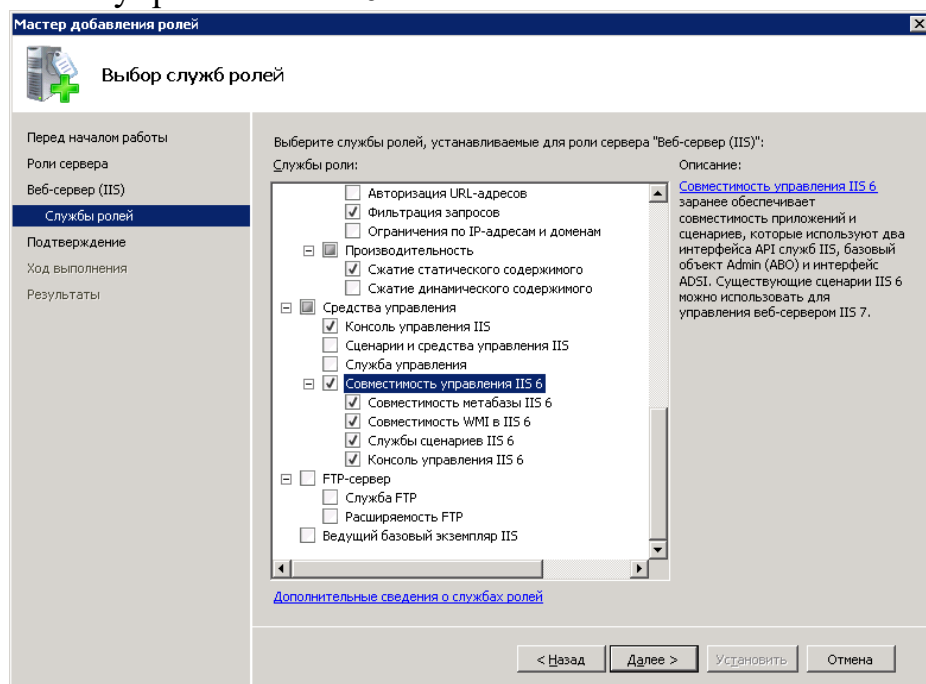 Мастер добавления ролей
Выбор служб ролей
Перед началом работы
Роли сервера
Веб-сервер (IIS)
Службы ролей
Подтверждение
Ход выполнения
Результаты
Выберите службы ролей, устанавливаемые для роли сервера "Веб-сервер (IIS)":
Службы роли:
Авторизация URL-адресов
Фильтрация запросов
Ограничения по IP-адресам и доменам
Производительность
Сжатие статического содержимого
Сжатие динамического содержимого
Средства управления
Консоль управления IIS
Сценарии и средства управления IIS
Служба управления
Совместимость управления IIS 6
Совместимость метабазы IIS 6
Совместимость WMI в IIS 6
Службы сценариев IIS 6
Консоль управления IIS 6
FTP-сервер
Служба FTP
Расширяемость FTP
Ведущий базовый экземпляр IIS
Описание:
Совместимость управления IIS 6
заранее обеспечивает
совместимость приложений и
сценариев, которые используют два
интерфейса API служб IIS, базовый
объект Admin (ABO) и интерфейс
ADSI. Существующие сценарии IIS 6
можно использовать для
управления веб-сервером IIS 7.
Дополнительные сведения о службах ролей
< Назад
Далее >
Установить
Отмена